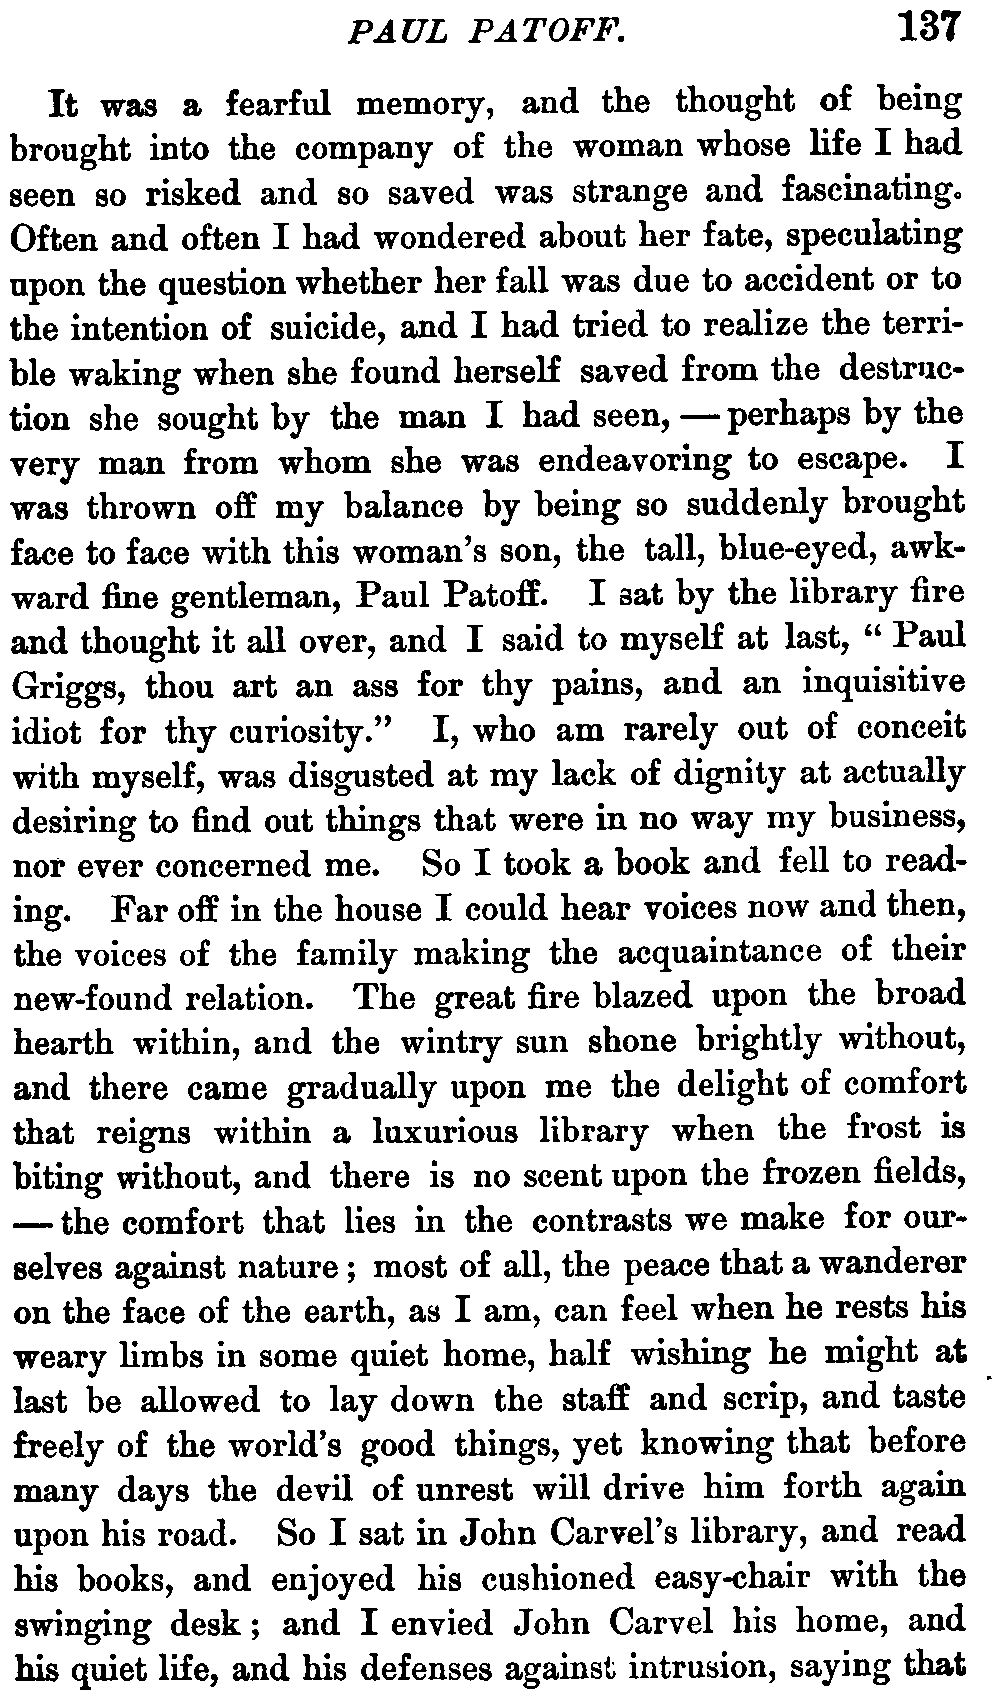 PAUL PATOFF. 137
It was a fearful memory, and the thought of being
brought into the company of the woman whose life I had
seen so risked and so saved was strange and fascinating.
Often and often I had wondered about her fate, speculating
upon the question whether her fall was due to accident or to
the intention of suicide, and I had tried to realize the terri-
ble waking when she found herself saved from the destruc-
tion she sought by the man I had seen, — perhaps by the
very man from whom she was endeavoring to escape. I
was thrown off my balance by being so suddenly brought
face to face with this woman's son, the tall, blue-eyed, awk-
ward fine gentleman, Paul Patoff. I sat by the library fire
and thought it all over, and I said to myself at last, “ Paul
Griggs, thou art an ass for thy pains, and an inquisitive
idiot for thy curiosity.” I, who am rarely out of conceit
with myself, was disgusted at my lack of dignity at actually
desiring to find out things that were in no way my business,
nor ever concerned me. So I took a book and fell to read-
ing. Far off in the house I could hear voices now and then,
the voices of the family making the acquaintance of their
new-found relation. The great fire blazed upon the broad
hearth within, and the wintry sun shone brightly without,
and there came gradually upon me the delight of comfort
that reigns within a luxurious library when the frost is
biting without, and there is no scent upon the frozen fields,
— the comfort that lies in the contrasts we make for our-
selves against nature ; most of all, the peace that a wanderer
on the face of the earth, as I am, can feel when he rests his
weary limbs in some quiet home, half wishing he might at
last be allowed to lay down the staff and scrip, and taste
freely of the world's good things, yet knowing that before
many days the devil of unrest will drive him forth again
upon his road. So I sat in John Carvel's library, and read
his books, and enjoyed his cushioned easy-chair with the
swinging desk ; and I envied John Carvel his home, and
his quiet life, and his defenses against intrusion, saying that